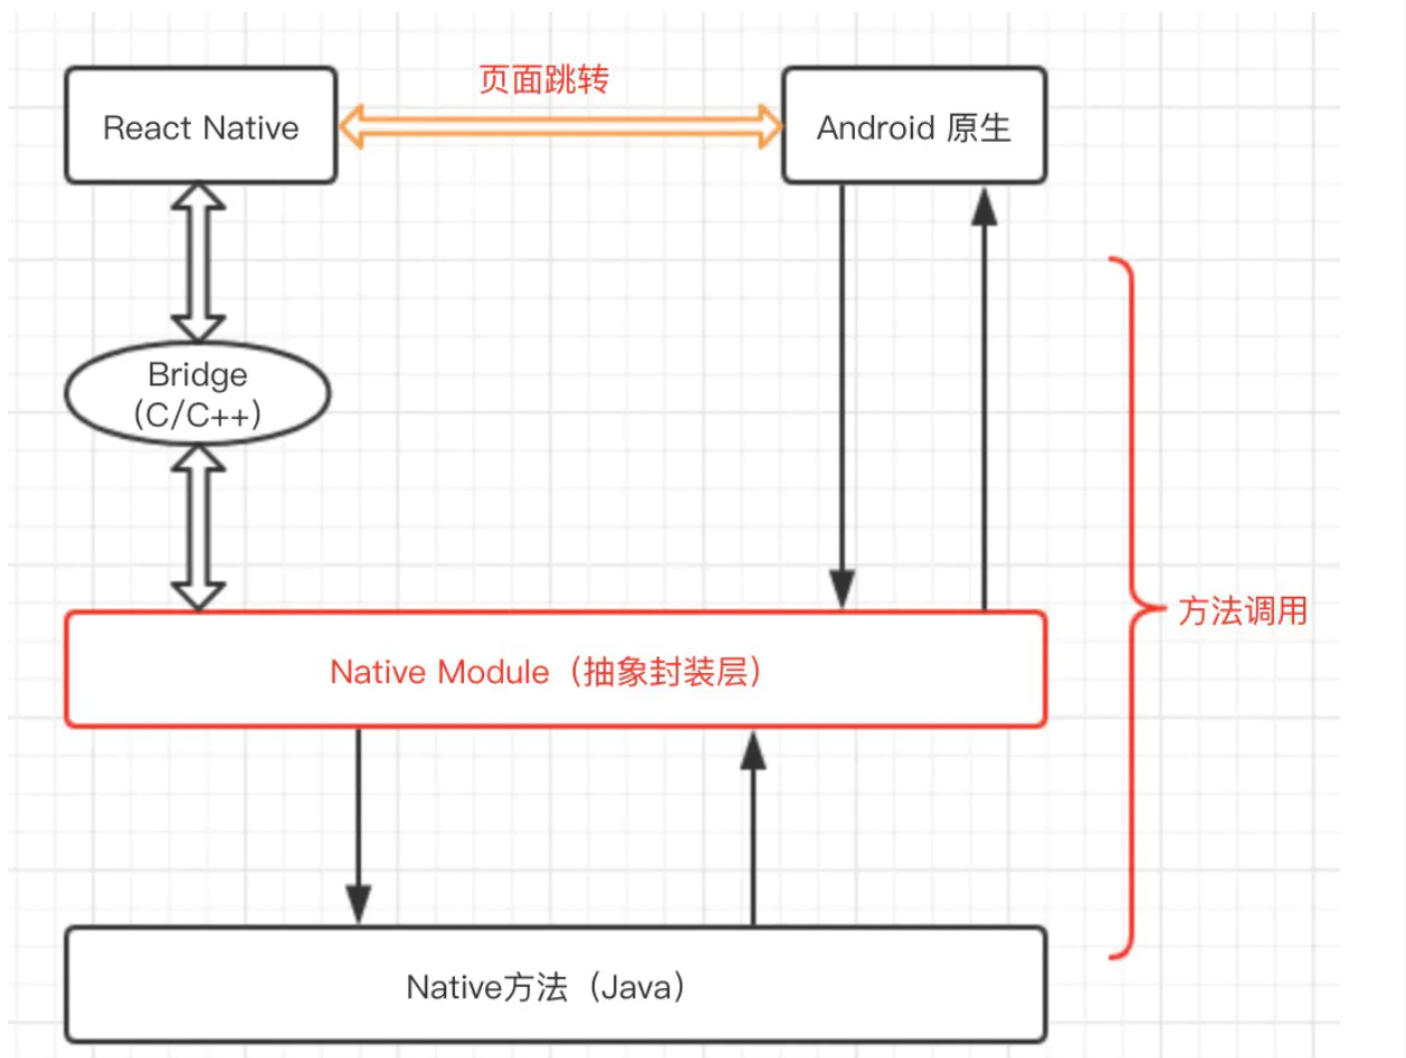 页面跳转
React Native
Android 原生
Bridge
(C/C++)
方法调用
Native Module（抽象封装层）
Native方法（Java）